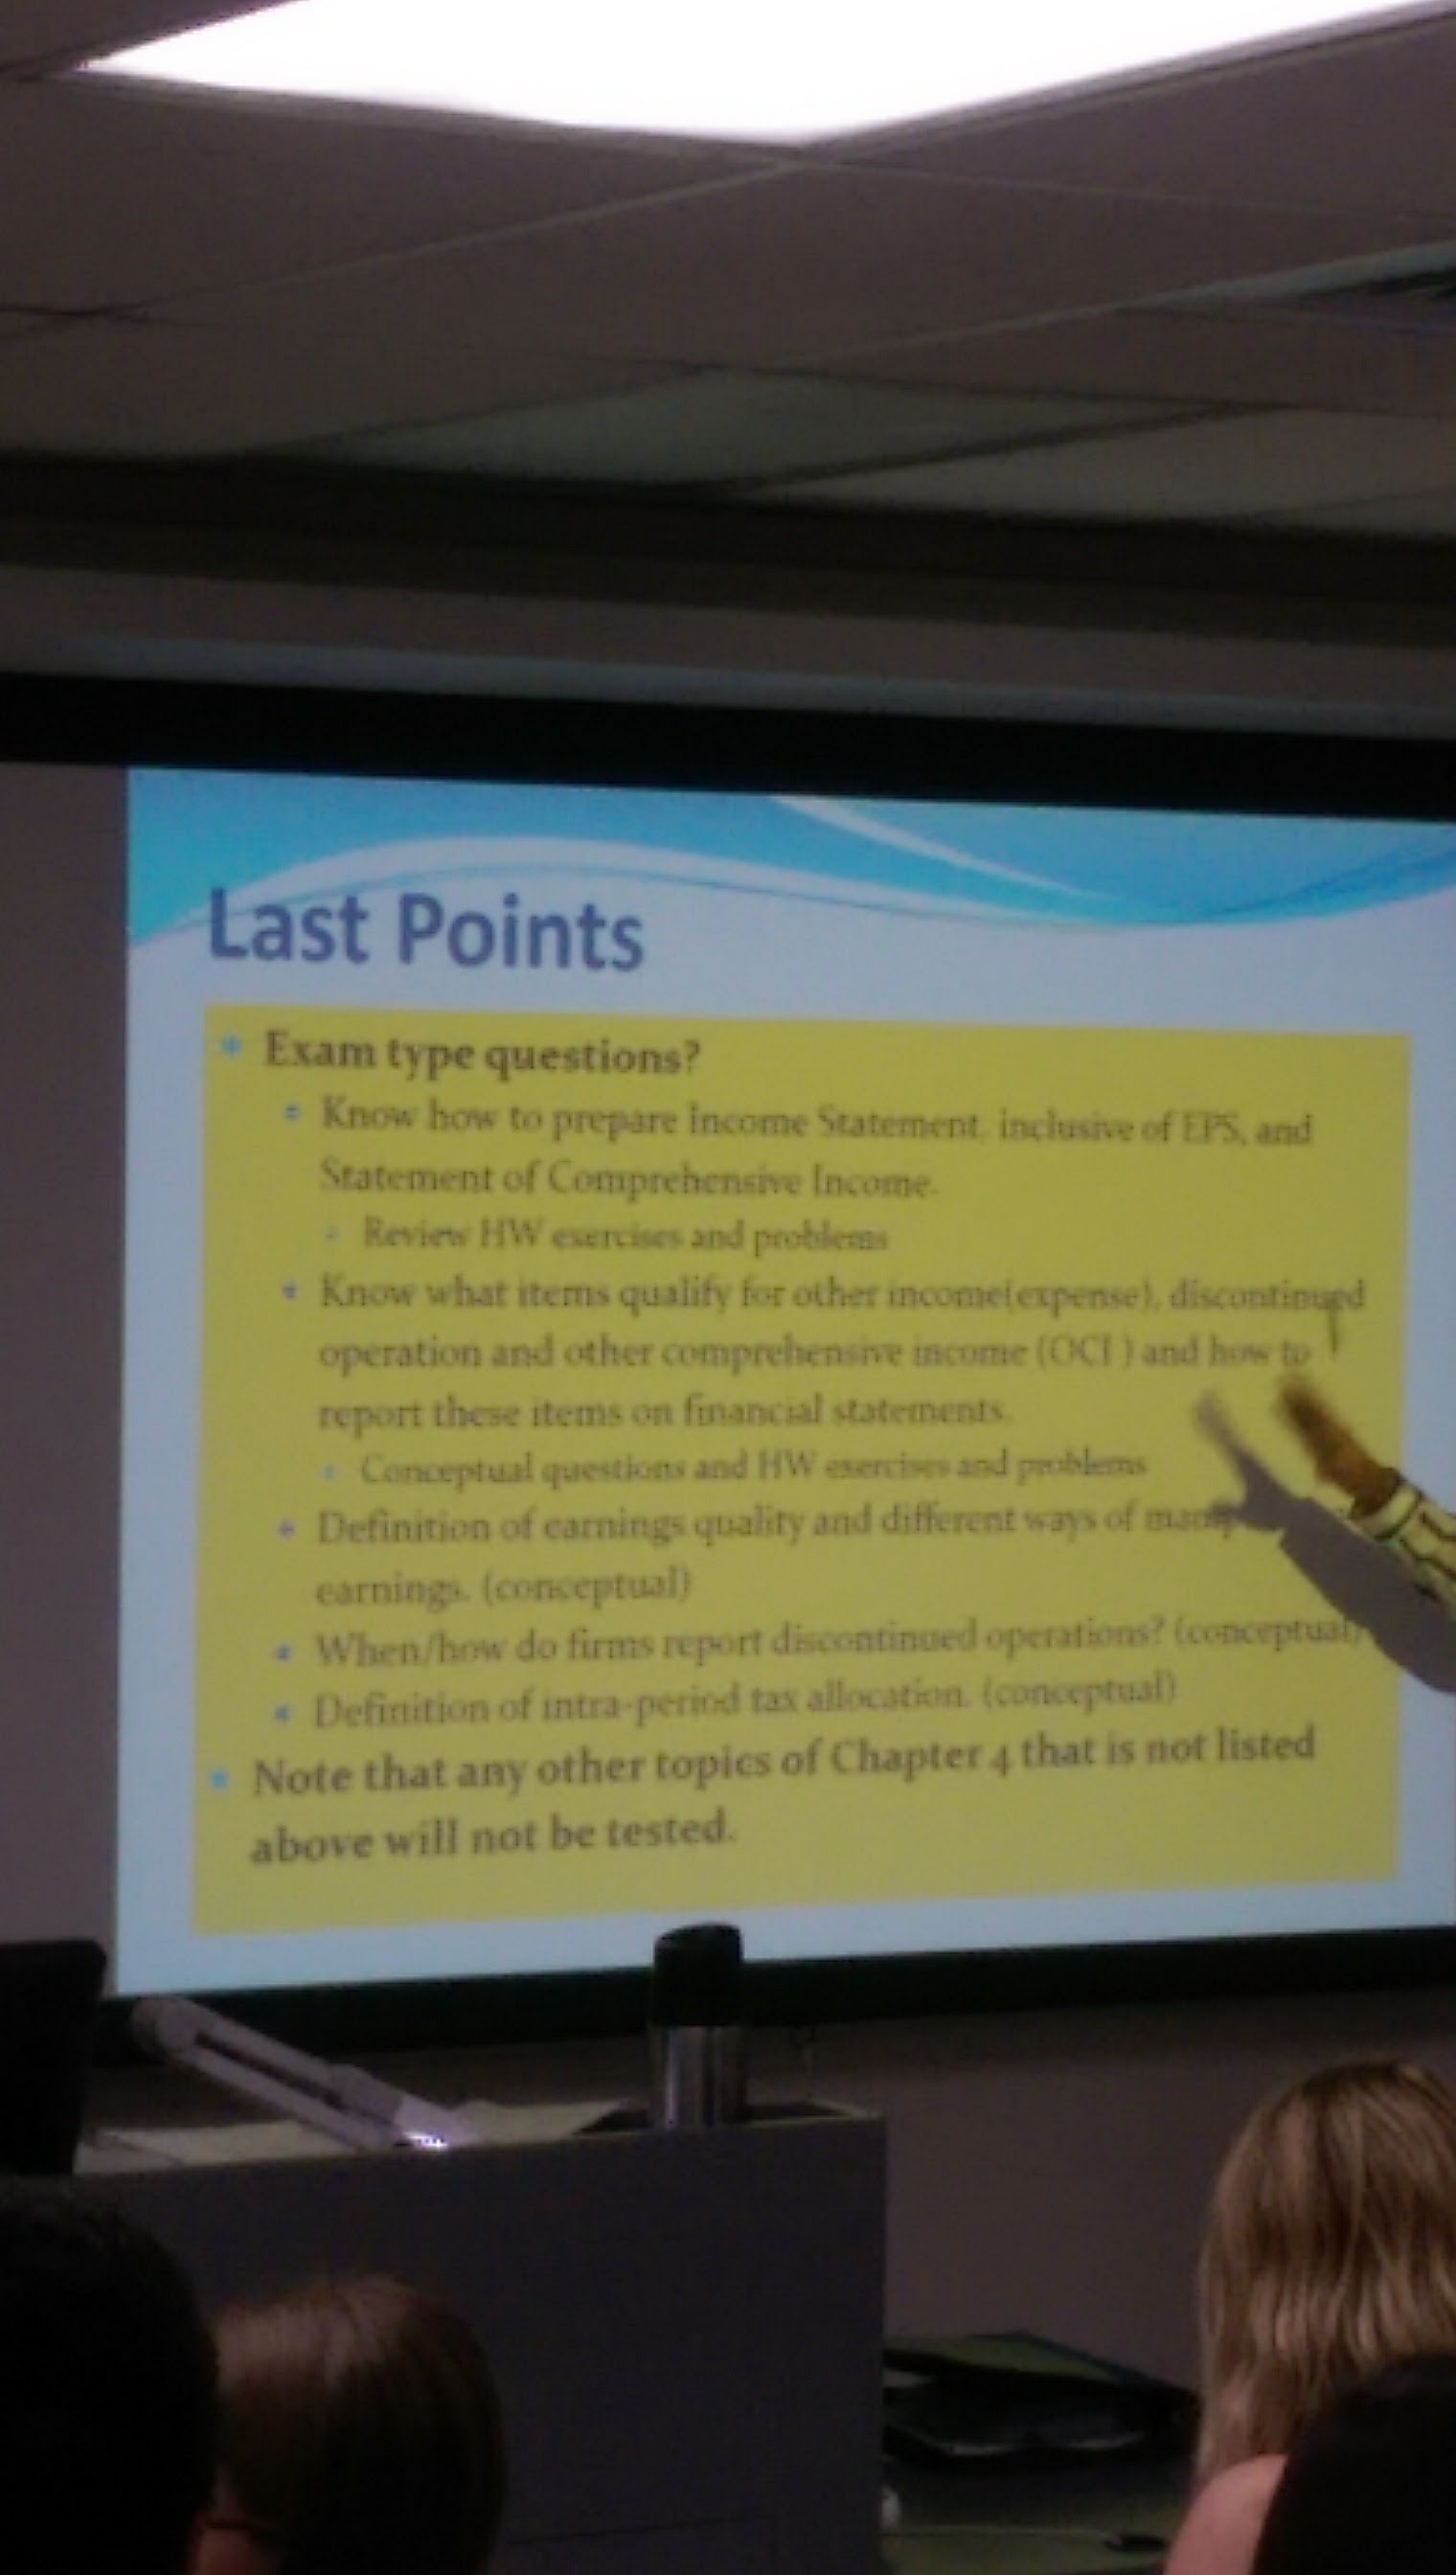 Last Points
Exam type questions?
Know how to prepare Income Statement, inclusive of EPS, and
Statement of Comprehensive Income.
Review HW exercises and problems
Know what items qualify for other income(expense), discontinued
operation and other comprehensive income (OCI ) and how to
report these items on financial statements.
Conceptual questions and HW exercises and problems
Definition of earnings quality and different ways of
earnings. (conceptual)
When/how do firms report discontinued operations? (conceptual)
Definition of intra-period tax allocation. (conceptual)
Note that any other topics of Chapter 4 that is not listed
above will not be tested.